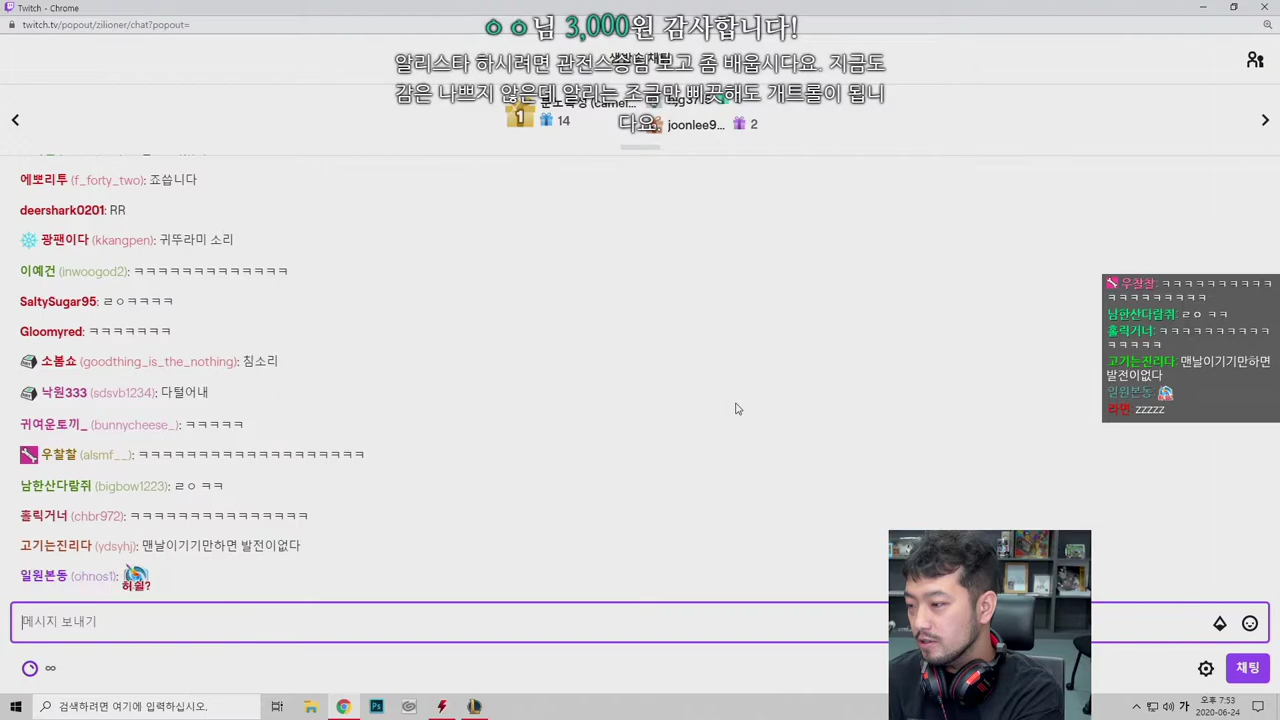 Twitch - Chrome
twitch.tv/popout/zilioner/chat?popout=
ㅇㅇ님 3,000원 감사합니다!
알리스타 하시려면 관전스승님 보고 좀 배웁시다요. 지금도
감은 나쁘지 않은데 알리는 조금만 삐끗해도 개트롤이 됩니
다요.
1
14
joonlee9... 2
에뽀리투 (f_forty_two): 죠씁니다
deershark0201: RR
광팬이다 (kkangpen): 귀뚜라미 소리
이예건 (inwoogod2): ㅋㅋㅋㅋㅋㅋㅋㅋㅋㅋㅋㅋㅋ
SaltySugar95: ㄹㅇㅋㅋㅋㅋ
Gloomyred: ㅋㅋㅋㅋㅋㅋㅋ
소봄쇼 (goodthing_is_the_nothing): 침소리
낙원333 (sdsvb1234): 다털어내
귀여운토끼_ (bunnycheese_): ㅋㅋㅋㅋㅋ
우찰찰 (alsmf__): ㅋㅋㅋㅋㅋㅋㅋㅋㅋㅋㅋㅋㅋㅋㅋㅋㅋㅋㅋ
남한산다람쥐 (bigbow1223): ㄹㅇ ㅋㅋ
홀릭거너 (chbr972): ㅋㅋㅋㅋㅋㅋㅋㅋㅋㅋㅋㅋㅋㅋㅋ
고기는진리다 (ydsyhj): 맨날이기기만하면 발전이없다
일원본동 (ohnos1): 허윌?
메시지 보내기
∞
채팅
우찰찰: ㅋㅋㅋㅋㅋㅋㅋㅋㅋㅋ
ㅋㅋㅋㅋㅋㅋㅋㅋㅋ
남한산다람쥐: ㄹㅇ ㅋㅋ
홀릭거너: ㅋㅋㅋㅋㅋㅋㅋㅋㅋㅋ
ㅋㅋㅋㅋㅋ
고기는진리다: 맨날이기기만하면
발전이없다
일원본동:
라면: zzzzz
검색하려면 여기에 입력하십시오.
Ps
가
오후 7:53
2020-06-24